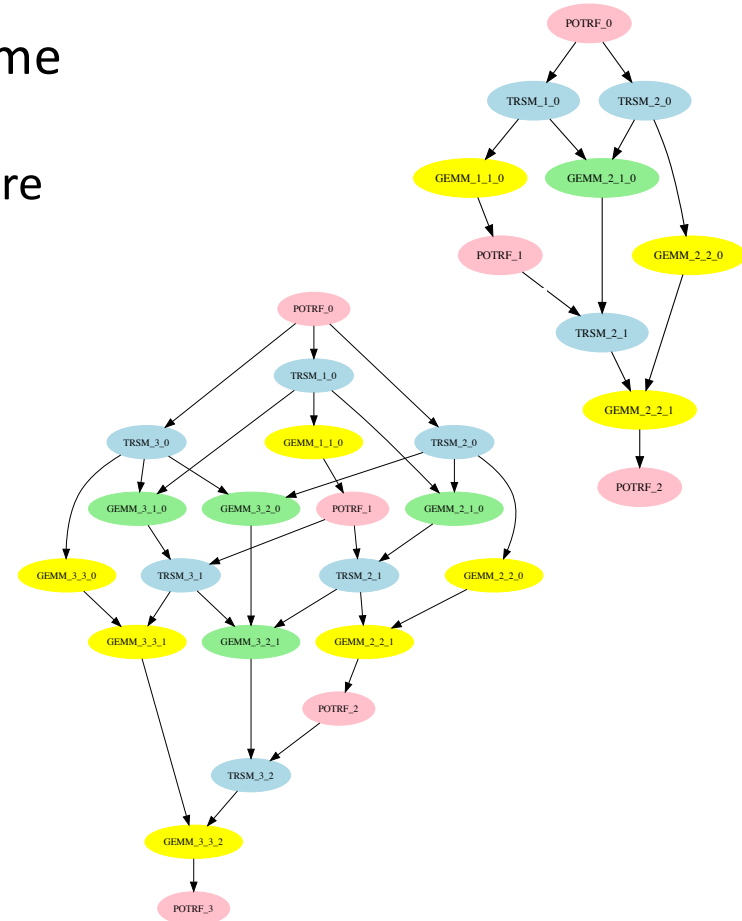 me
re
POTRF_0
TRSM_1_0 TRSM_2_0
GEMM_1_1_0 GEMM_2_1_0
POTRF_1 GEMM_2_2_0
TRSM_2_1
GEMM_2_2_1
POTRF_2
POTRF_0
TRSM_1_0
TRSM_3_0 GEMM_1_1_0 TRSM_2_0
GEMM_3_1_0 GEMM_3_2_0 POTRF_1 GEMM_2_1_0
GEMM_3_3_0 TRSM_3_1 TRSM_2_1 GEMM_2_2_0
GEMM_3_3_1 GEMM_3_2_1 GEMM_2_2_1
POTRF_2
TRSM_3_2
GEMM_3_3_2
POTRF_3